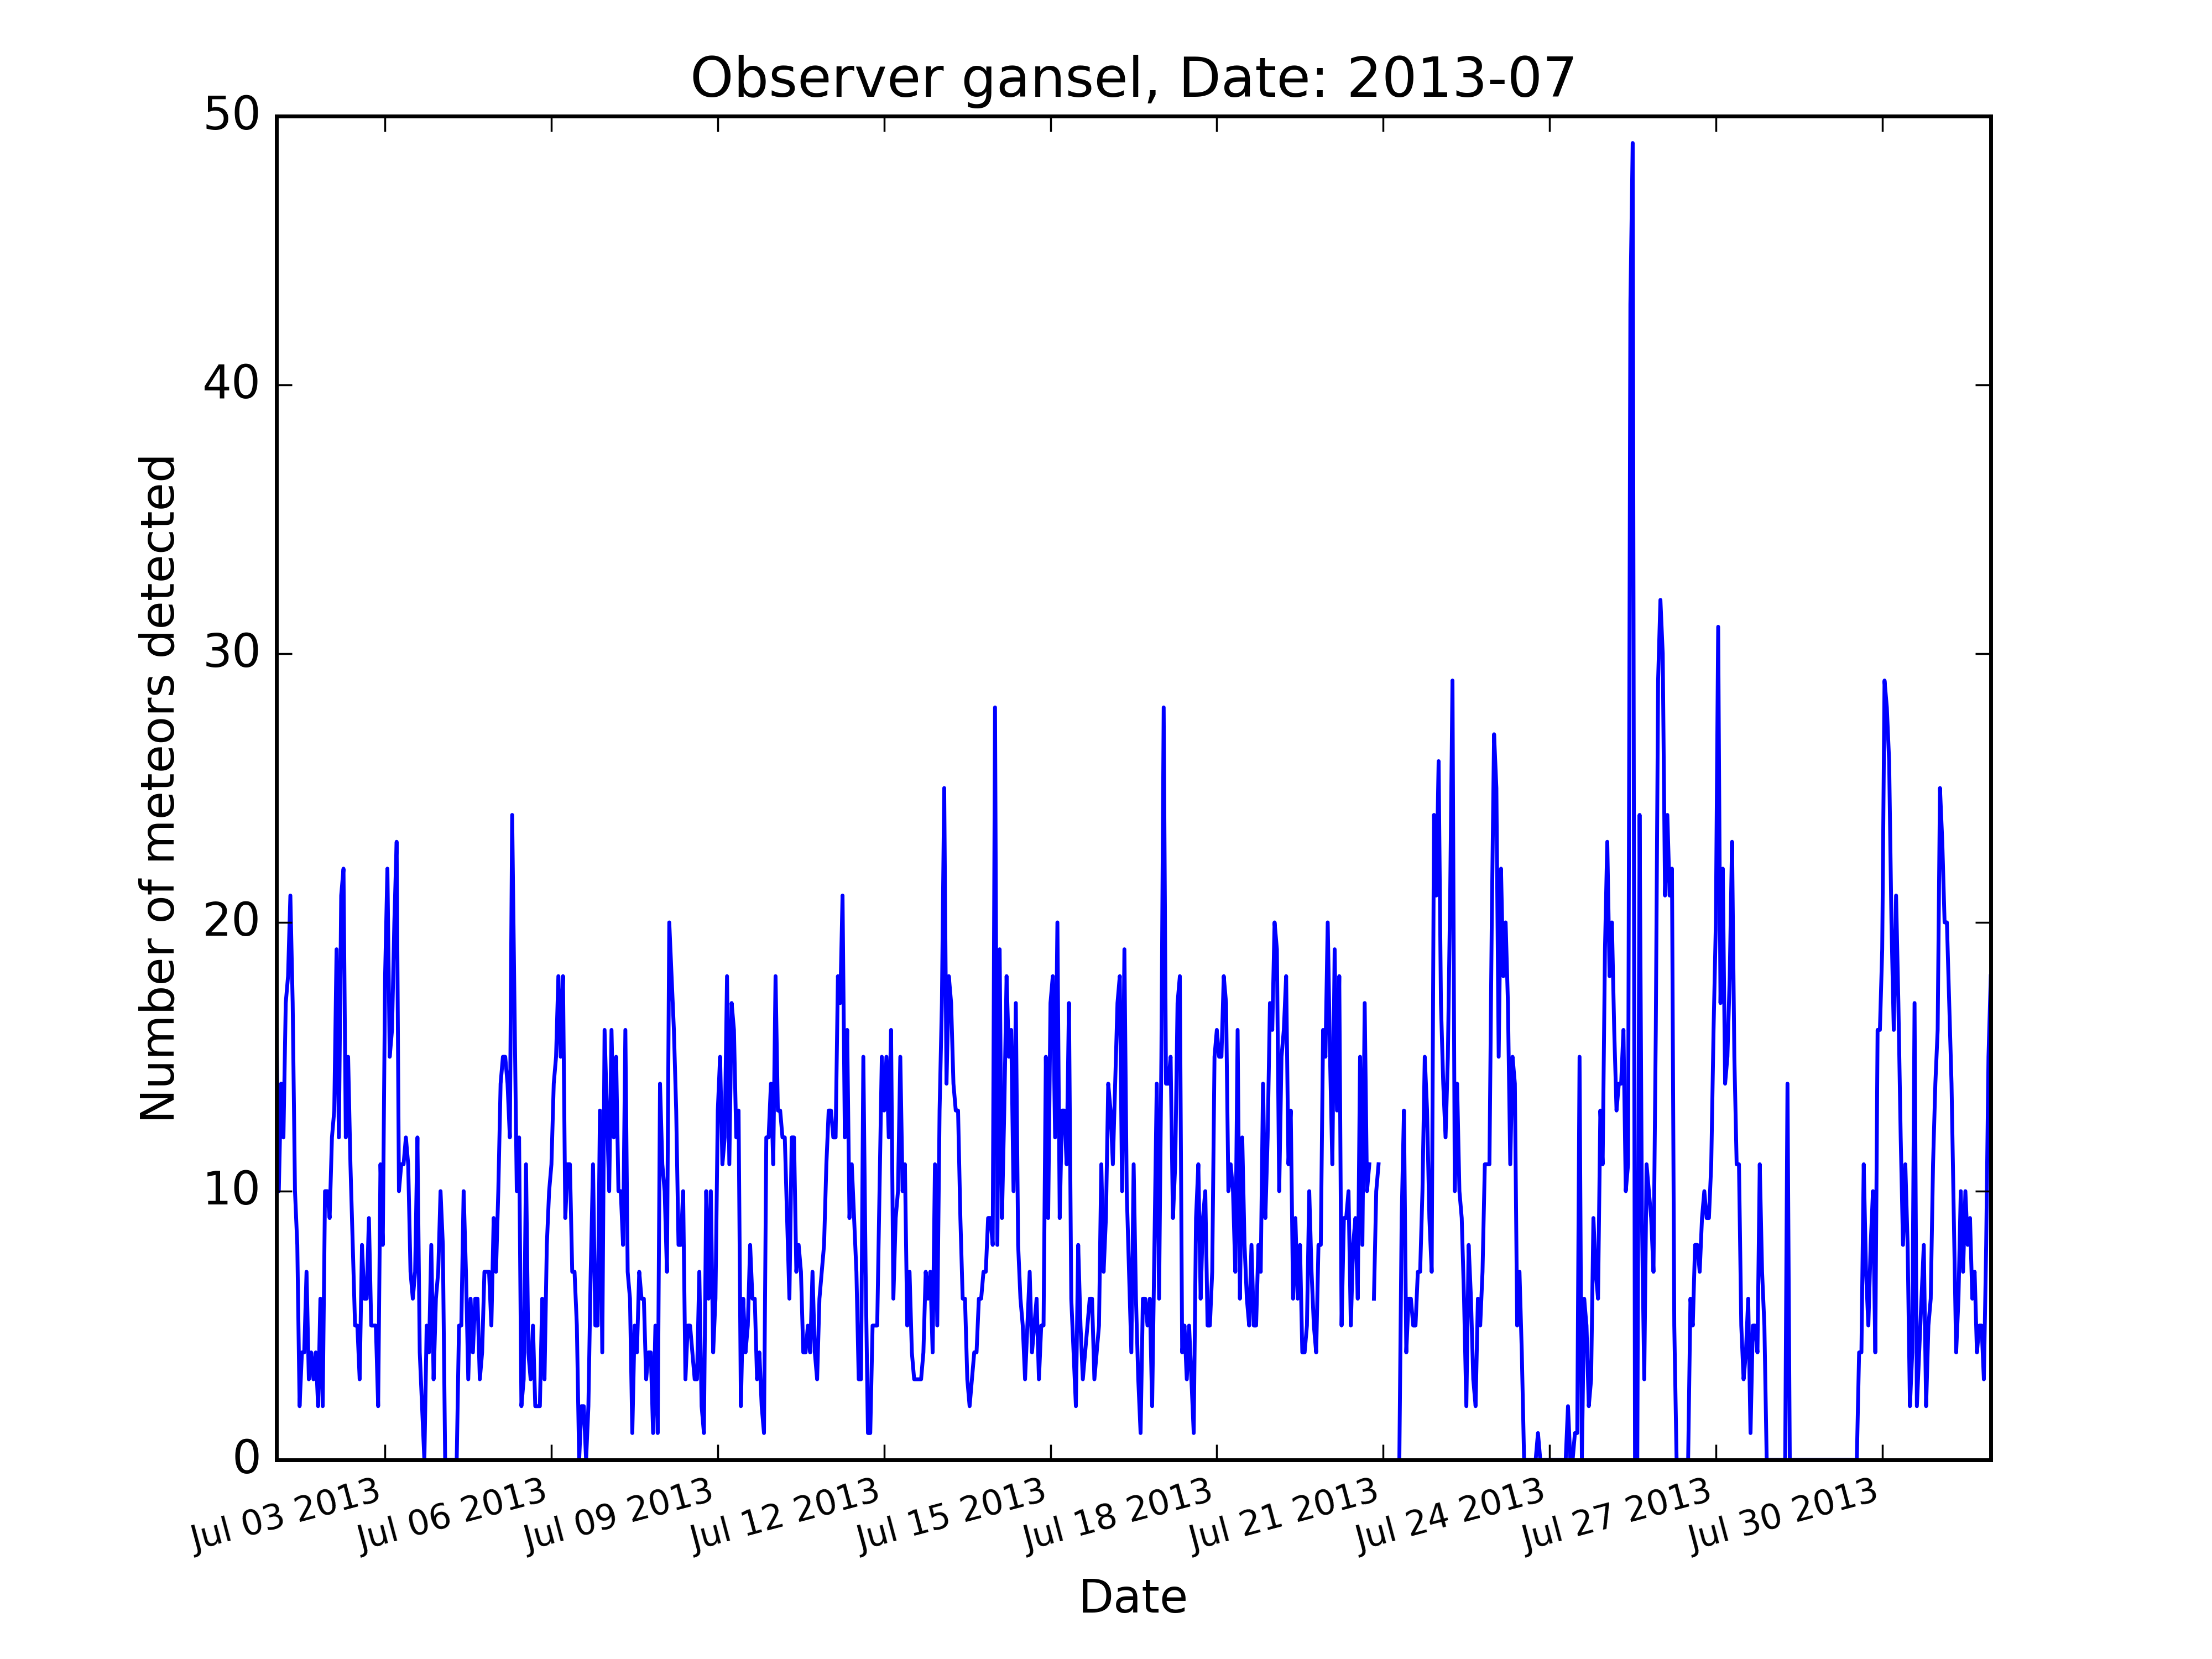 Observer gansel, Date: 2013-07
50
40
30
20
10
0
Number of meteors detected
Jul 03 2013
Jul 06 2013
Jul 09 2013
Jul 12 2013
Jul 15 2013
Jul 18 2013
Jul 21 2013
Jul 24 2013
Jul 27 2013
Jul 30 2013
Date